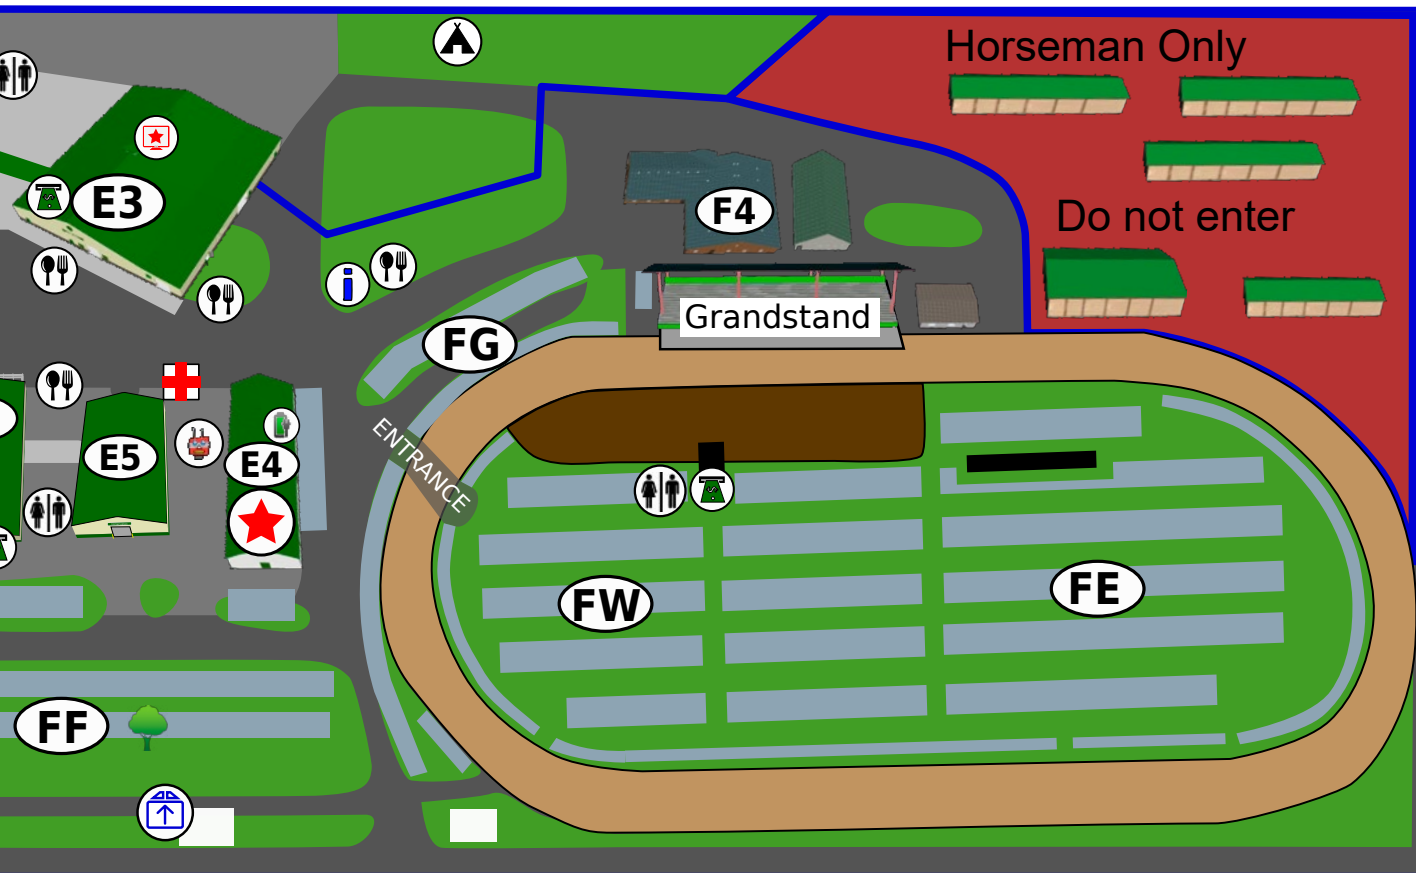 Horseman Only
E3
F4
Do not enter
i
Grandstand
FG
ENTRANCE
E5
E4
FW
FE
FF